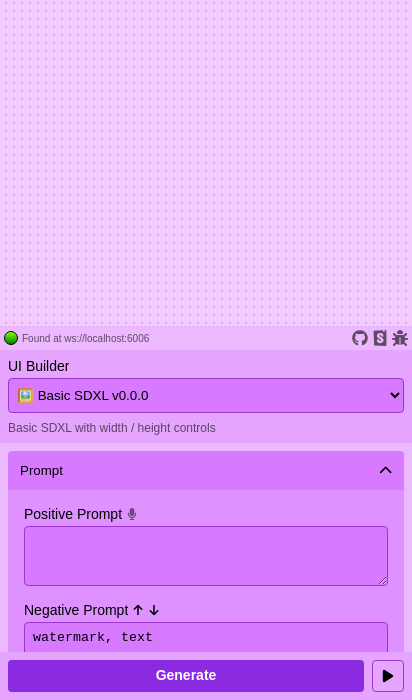 Found at ws://localhost:6006
UI Builder
🖼️ Basic SDXL v0.0.0
Basic SDXL with width / height controls
Prompt
Positive Prompt
Negative Prompt
watermark, text
Generate